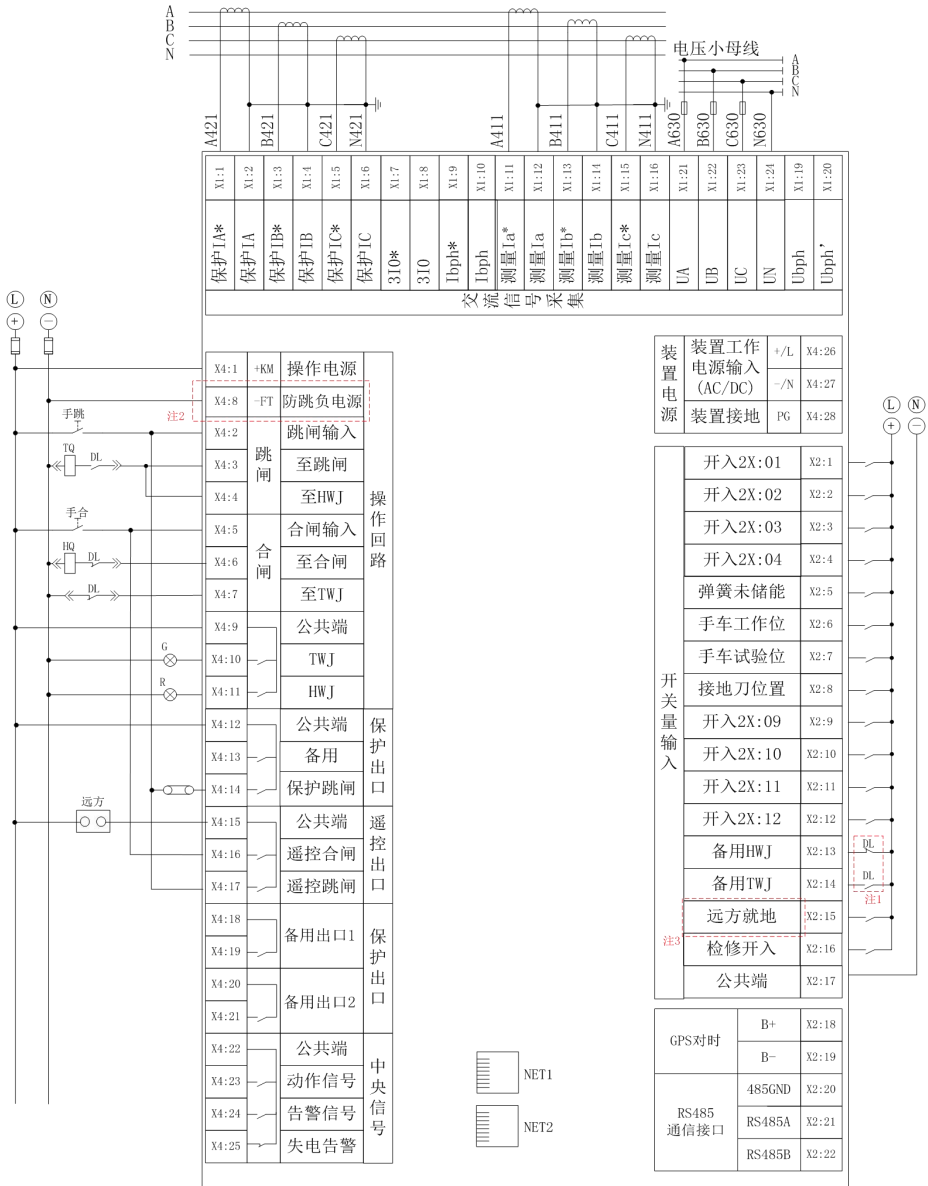 A
B
C
N
电压小母线
A
B
C
N
A421
B421
C421
N421
A411
B411
C411
N411
A630
B630
C630
N630
X1:1
X1:2
X1:3
X1:4
X1:5
X1:6
X1:7
X1:8
X1:9
X1:10
X1:11
X1:12
X1:13
X1:14
X1:15
X1:16
X1:21
X1:22
X1:23
X1:24
X1:19
X1:20
保护IA*
保护IA
保护IB*
保护IB
保护IC*
保护IC
3I0*
3I0
Ibph*
Ibph
测量Ia*
测量Ia
测量Ib*
测量Ib
测量Ic*
测量Ic
UA
UB
UC
UN
Ubph
Ubph'
交流信号采集
L N
+ −
X4:1 +KM 操作电源
注2 X4:8 -FT 防跳负电源
手跳
X4:2 跳闸输入
TQ DL
X4:3 至跳闸
X4:4 至HWJ
跳闸
手合
X4:5 合闸输入
HQ DL
X4:6 至合闸
DL
X4:7 至TWJ
合闸
X4:9 公共端
G
X4:10 TWJ
R
X4:11 HWJ
操作回路
X4:12 公共端
X4:13 备用
X4:14 保护跳闸
保护出口
远方
X4:15 公共端
X4:16 遥控合闸
X4:17 遥控跳闸
遥控出口
X4:18
X4:19
备用出口1
X4:20
X4:21
备用出口2
保护出口
X4:22 公共端
X4:23 动作信号
X4:24 告警信号
X4:25 失电告警
中央信号
NET1
NET2
装置电源
装置工作
电源输入
(AC/DC)
+/L X4:26
-/N X4:27
装置接地 PG X4:28
L N
+ −
开关量输入
开入2X:01 X2:1
开入2X:02 X2:2
开入2X:03 X2:3
开入2X:04 X2:4
弹簧未储能 X2:5
手车工作位 X2:6
手车试验位 X2:7
接地刀位置 X2:8
开入2X:09 X2:9
开入2X:10 X2:10
开入2X:11 X2:11
开入2X:12 X2:12
备用HWJ X2:13 DL
备用TWJ X2:14 DL
注1
远方就地 X2:15
注3
检修开入 X2:16
公共端 X2:17
GPS对时
B+ X2:18
B- X2:19
RS485
通信接口
485GND X2:20
RS485A X2:21
RS485B X2:22